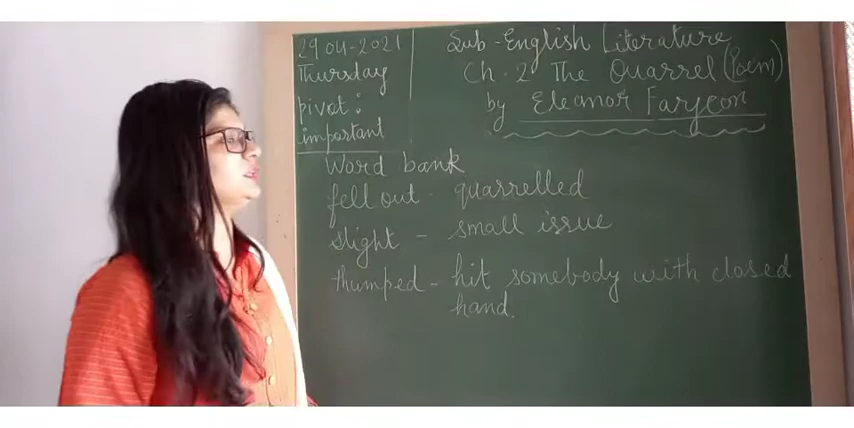 29 04-2021
Thursday
pivot:
important
Sub-English Literature
Ch. 2 The Quarrel (Poem)
by Eleanor Farjeon
Word bank
fell out - quarrelled
slight - small issue
thumped - hit somebody with closed
hand.